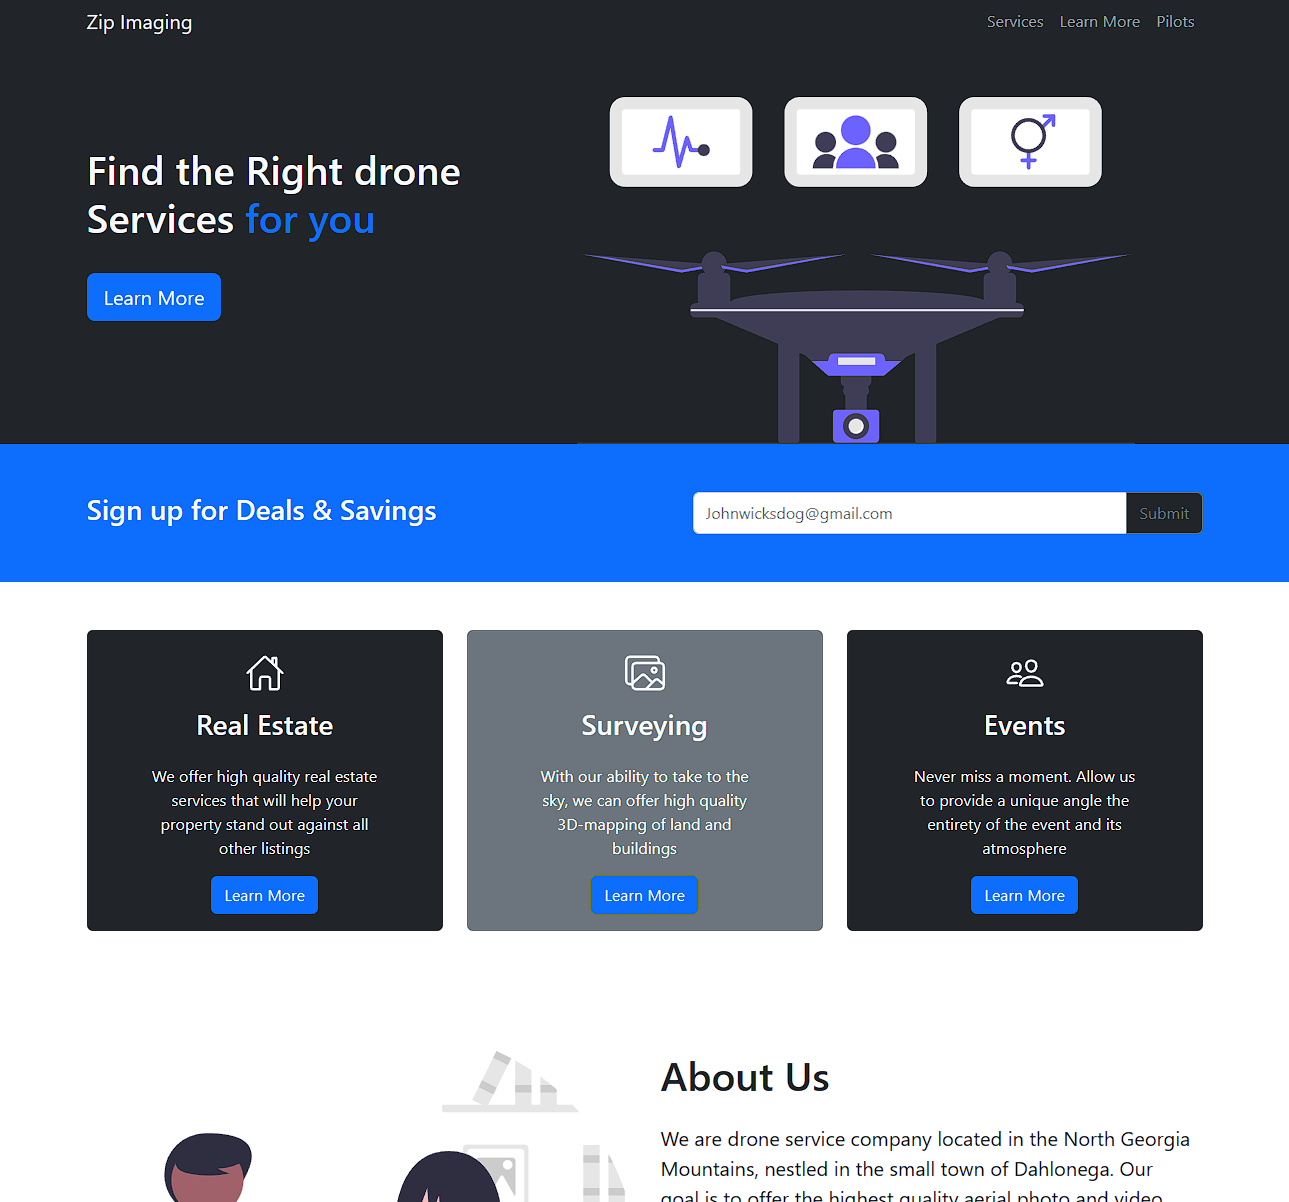 Zip Imaging
Services Learn More Pilots
Find the Right drone
Services for you
Learn More
Sign up for Deals & Savings
Johnwicksdog@gmail.com
Submit
Real Estate
We offer high quality real estate
services that will help your
property stand out against all
other listings
Learn More
Surveying
With our ability to take to the
sky, we can offer high quality
3D-mapping of land and
buildings
Learn More
Events
Never miss a moment. Allow us
to provide a unique angle the
entirety of the event and its
atmosphere
Learn More
About Us
We are drone service company located in the North Georgia
Mountains, nestled in the small town of Dahlonega. Our
goal is to offer the highest quality aerial photo and video